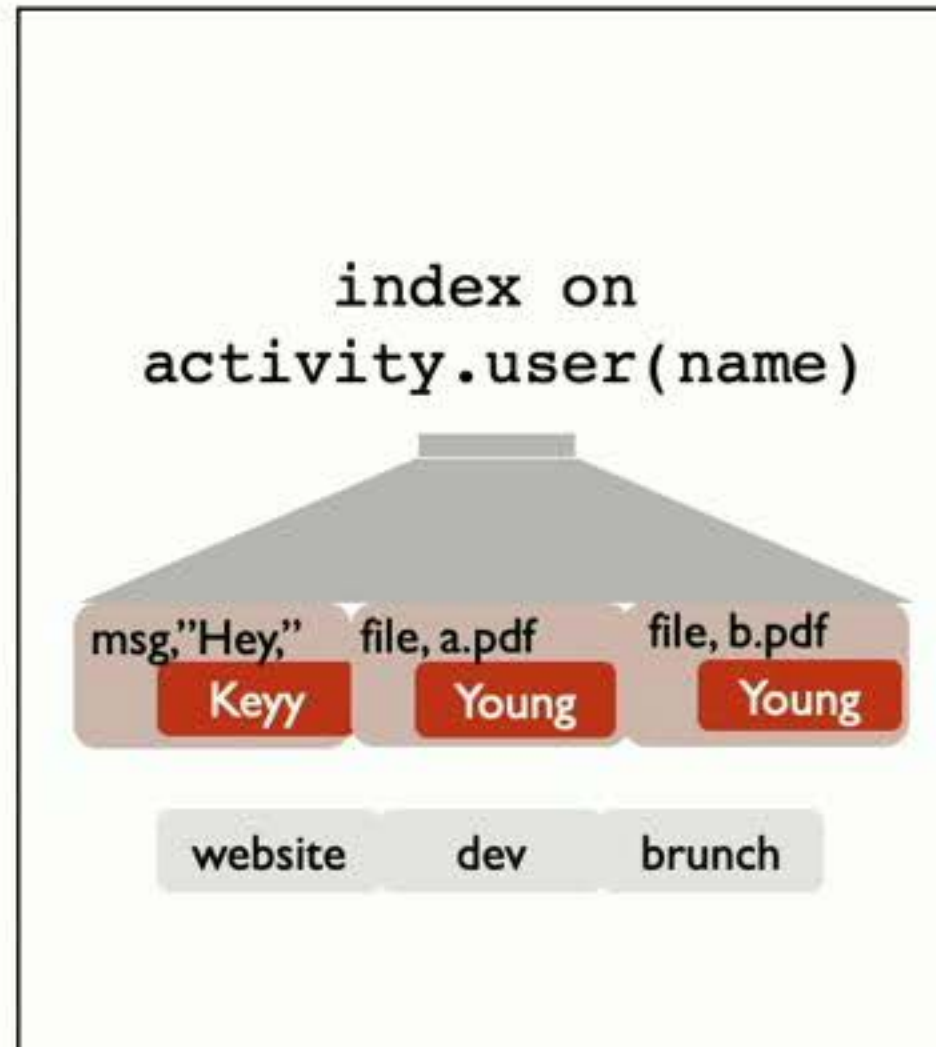 index on
activity.user(name)
msg,”Hey,” file, a.pdf file, b.pdf
Keyy Young Young
website dev brunch